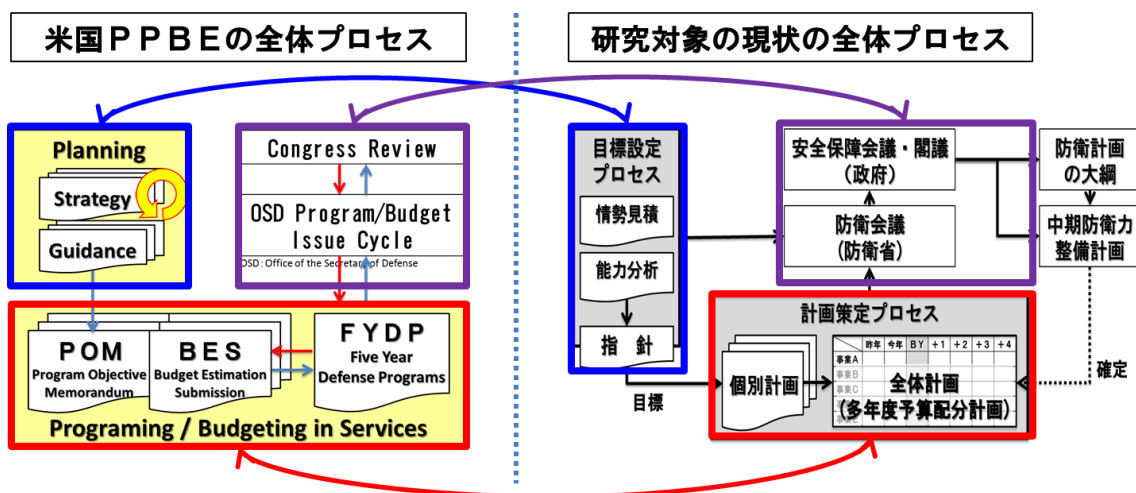 米国ＰＰＢＥの全体プロセス
研究対象の現状の全体プロセス
Planning
Strategy
Guidance
Congress Review
OSD Program/Budget
Issue Cycle
OSD：Office of the Secretary of Defense
POM
Program Objective
Memorandum
BES
Budget Estimation
Submission
ＦＹＤＰ
Five Year
Defense Programs
Programing / Budgeting in Services
目標設定
プロセス
情勢見積
能力分析
指　針
目標
安全保障会議・閣議
（政府）
防衛会議
（防衛省）
防衛計画
の大綱
中期防衛力
整備計画
確定
計画策定プロセス
個別計画
昨年 今年 ＢＹ ＋１ ＋２ ＋３ ＋４
事業A
事業B
事業C
全体計画
（多年度予算配分計画）